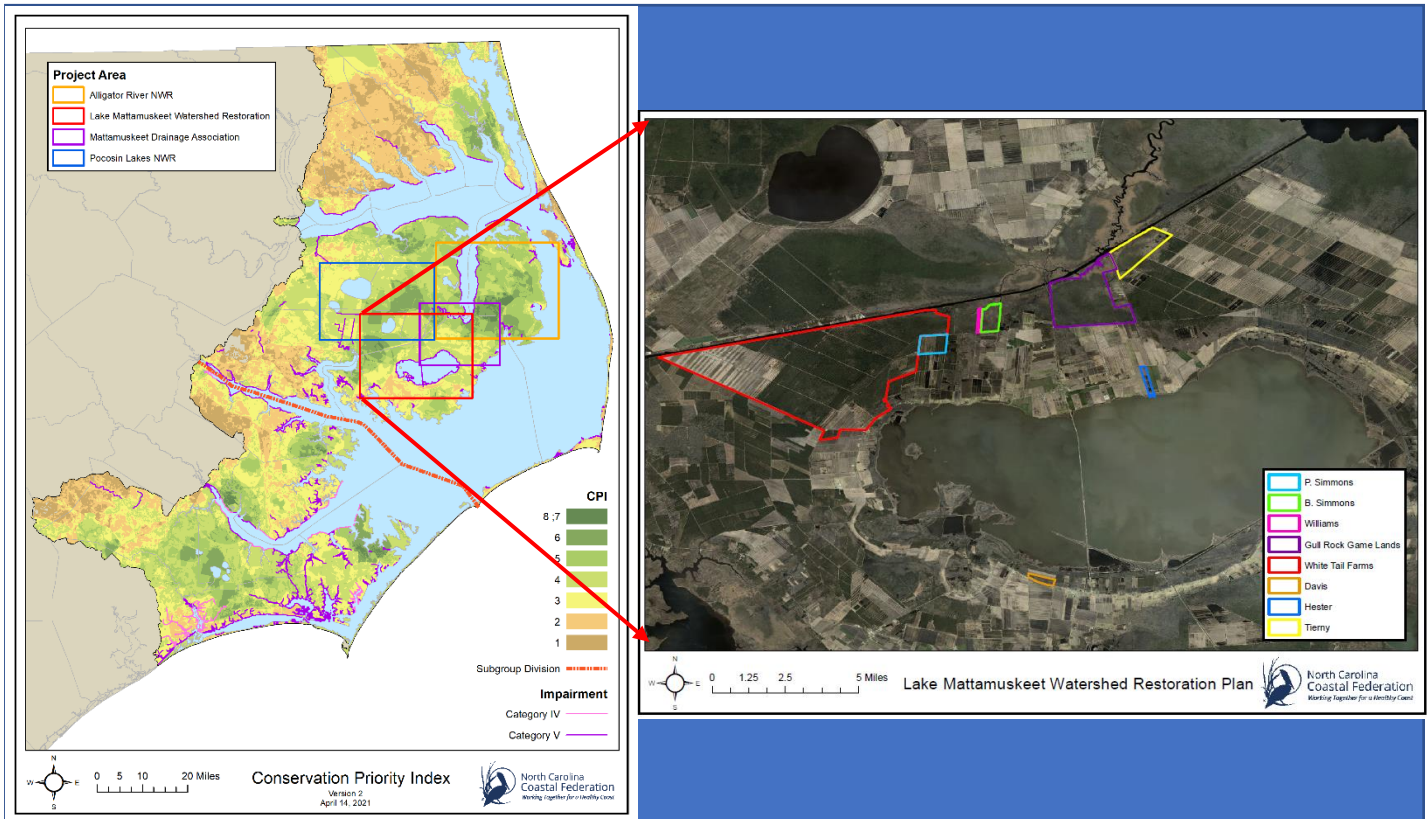 Project Area
Alligator River NWR
Lake Mattamuskeet Watershed Restoration
Mattamuskeet Drainage Association
Pocosin Lakes NWR
CPI
8 ;7
6
5
4
3
2
1
Subgroup Division
Impairment
Category IV
Category V
N
W E
S
0 5 10 20 Miles
Conservation Priority Index
Version 2
April 14, 2021
North Carolina
Coastal Federation
Working Together for a Healthy Coast
P. Simmons
B. Simmons
Williams
Gull Rock Game Lands
White Tail Farms
Davis
Hester
Tierny
N
W E
S
0 1.25 2.5 5 Miles
Lake Mattamuskeet Watershed Restoration Plan
North Carolina
Coastal Federation
Working Together for a Healthy Coast